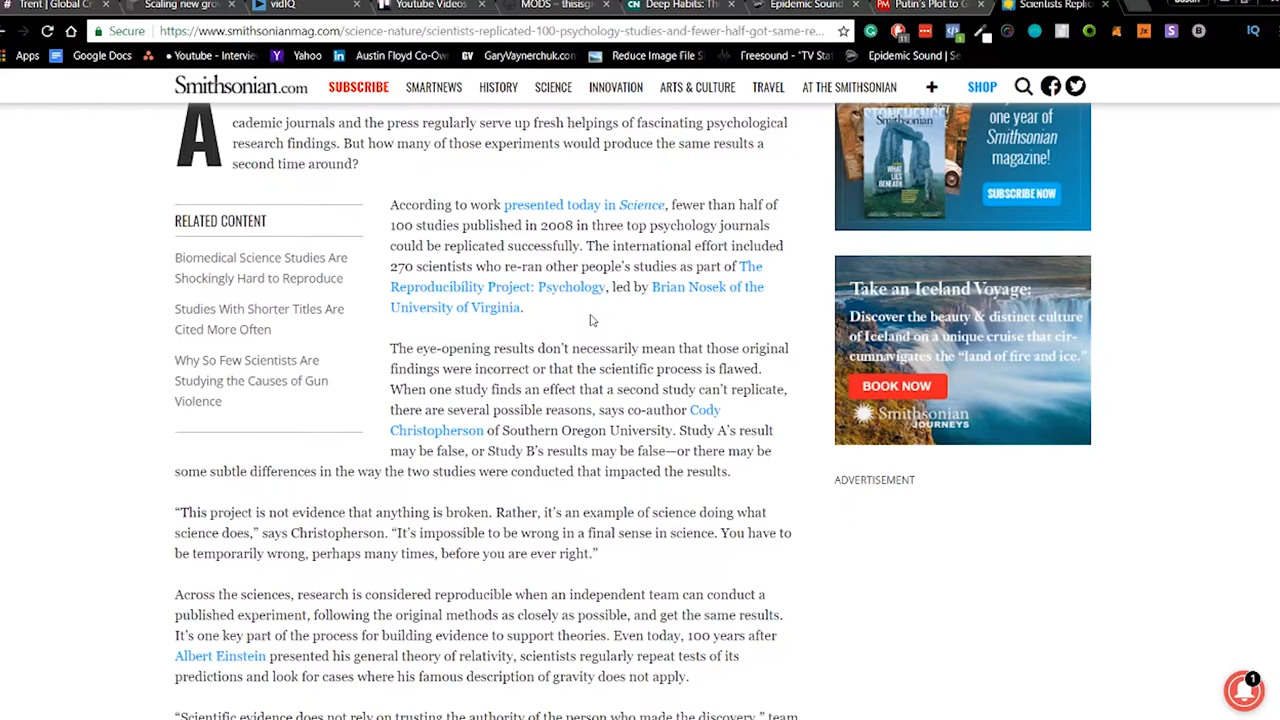 Trent | Global C
Scaling new gro
vidIQ
Youtube Videos
MODS – thisisg
CN Deep Habits: Th
Epidemic Sound
PM Putin's Plot to G
Scientists Replic
Secure https://www.smithsonianmag.com/science-nature/scientists-replicated-100-psychology-studies-and-fewer-half-got-same-re...
Apps Google Docs Youtube - Intervie Yahoo Austin Floyd Co-Ow GV GaryVaynerchuk.co Reduce Image File S Freesound - "TV Sta Epidemic Sound | Se
Smithsonian.com SUBSCRIBE SMARTNEWS HISTORY SCIENCE INNOVATION ARTS & CULTURE TRAVEL AT THE SMITHSONIAN + SHOP
Academic journals and the press regularly serve up fresh helpings of fascinating psychological
research findings. But how many of those experiments would produce the same results a
second time around?
RELATED CONTENT
Biomedical Science Studies Are
Shockingly Hard to Reproduce
Studies With Shorter Titles Are
Cited More Often
Why So Few Scientists Are
Studying the Causes of Gun
Violence
According to work presented today in Science, fewer than half of
100 studies published in 2008 in three top psychology journals
could be replicated successfully. The international effort included
270 scientists who re-ran other people's studies as part of The
Reproducibility Project: Psychology, led by Brian Nosek of the
University of Virginia.
The eye-opening results don't necessarily mean that those original
findings were incorrect or that the scientific process is flawed.
When one study finds an effect that a second study can't replicate,
there are several possible reasons, says co-author Cody
Christopherson of Southern Oregon University. Study A's result
may be false, or Study B's results may be false—or there may be
some subtle differences in the way the two studies were conducted that impacted the results.
“This project is not evidence that anything is broken. Rather, it's an example of science doing what
science does,” says Christopherson. “It's impossible to be wrong in a final sense in science. You have to
be temporarily wrong, perhaps many times, before you are ever right.”
Across the sciences, research is considered reproducible when an independent team can conduct a
published experiment, following the original methods as closely as possible, and get the same results.
It's one key part of the process for building evidence to support theories. Even today, 100 years after
Albert Einstein presented his general theory of relativity, scientists regularly repeat tests of its
predictions and look for cases where his famous description of gravity does not apply.
“Scientific evidence does not rely on trusting the authority of the person who made the discovery,” team
Smithsonian
WHAT
LIES
BENEATH
one year of
Smithsonian
magazine!
SUBSCRIBE NOW
Take an Iceland Voyage:
Discover the beauty & distinct culture
of Iceland on a unique cruise that cir-
cumnavigates the “land of fire and ice.”
BOOK NOW
Smithsonian
JOURNEYS
ADVERTISEMENT
1